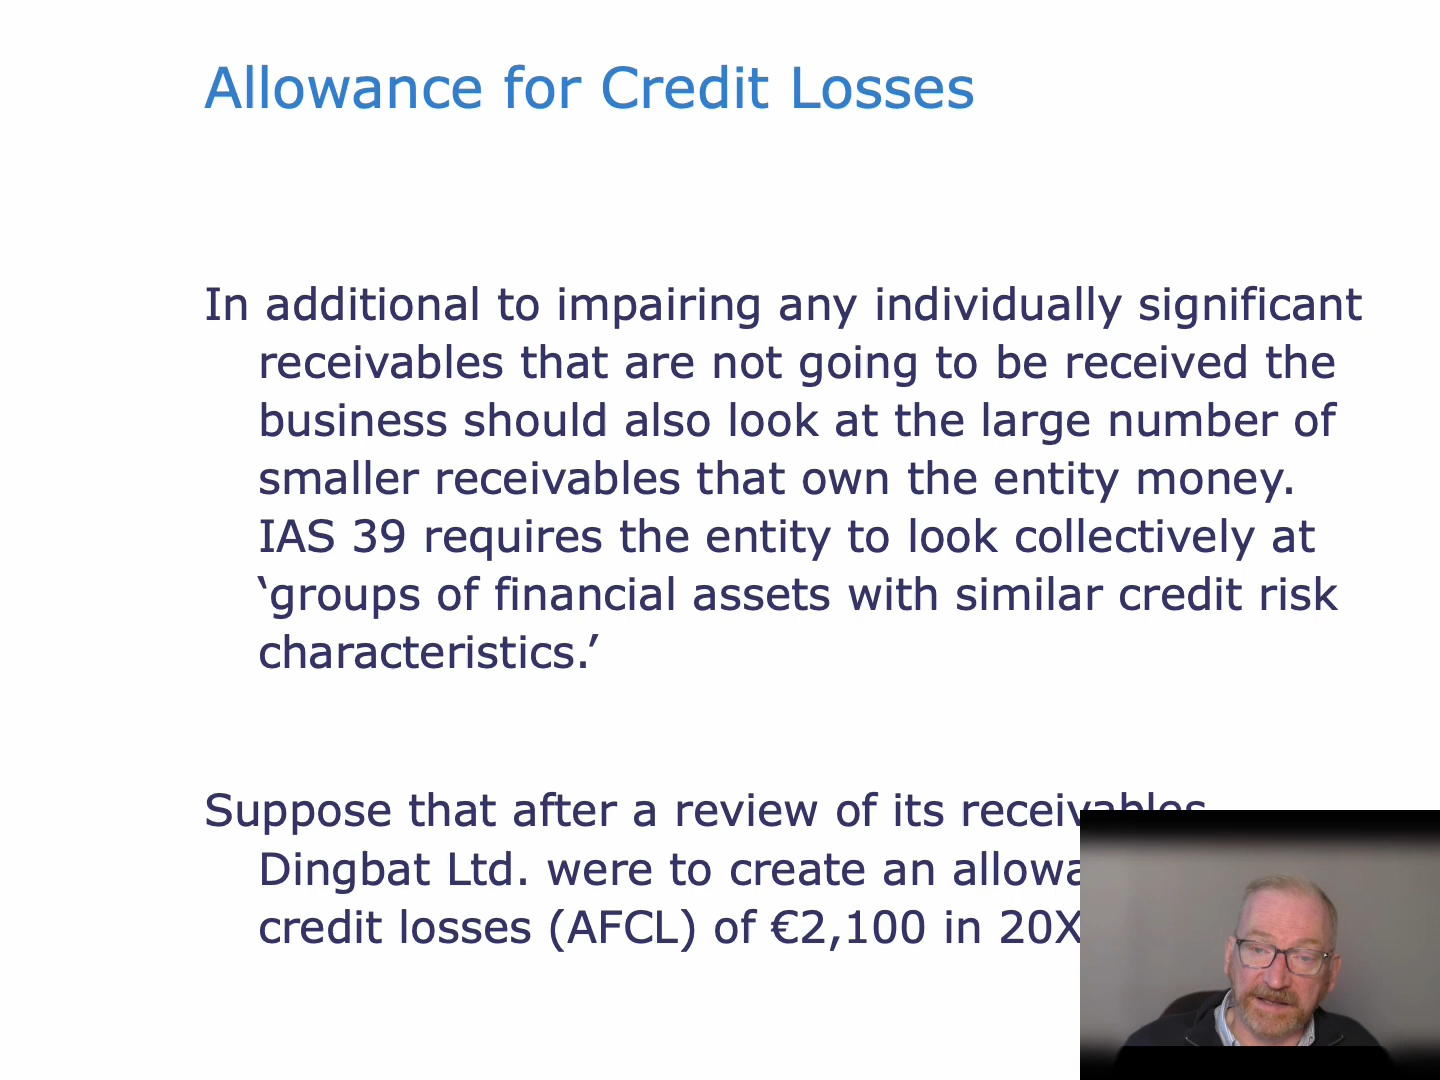 Allowance for Credit Losses
In additional to impairing any individually significant
receivables that are not going to be received the
business should also look at the large number of
smaller receivables that own the entity money.
IAS 39 requires the entity to look collectively at
‘groups of financial assets with similar credit risk
characteristics.’
Suppose that after a review of its receivables
Dingbat Ltd. were to create an
credit losses (AFCL) of €2,100 in